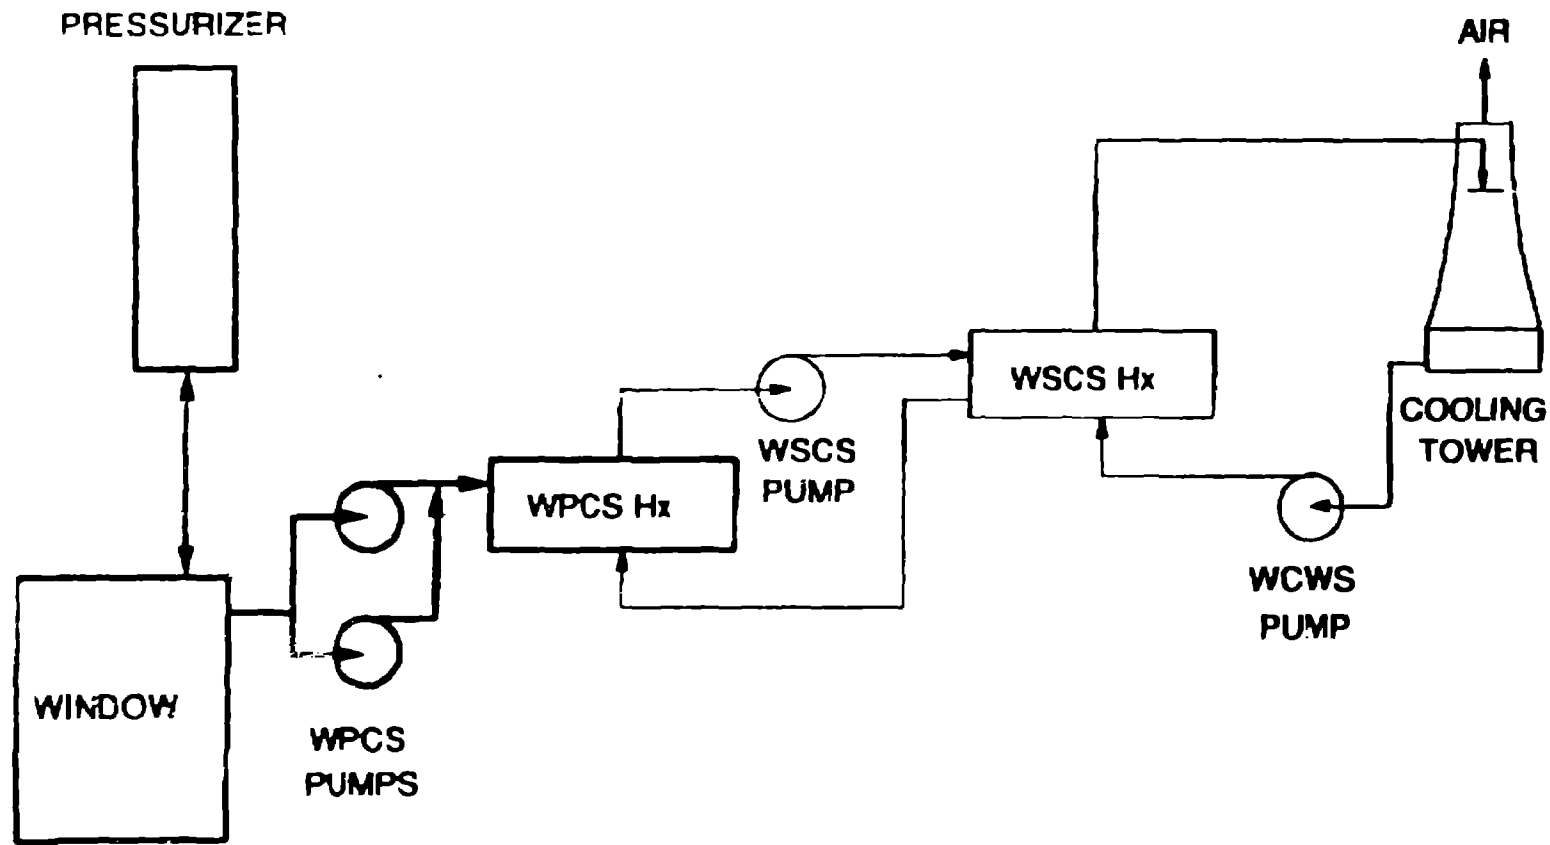 PRESSURIZER
AIR
WSCS Hx
COOLING
TOWER
WSCS
PUMP
WPCS Hx
WCWS
PUMP
WINDOW
WPCS
PUMPS